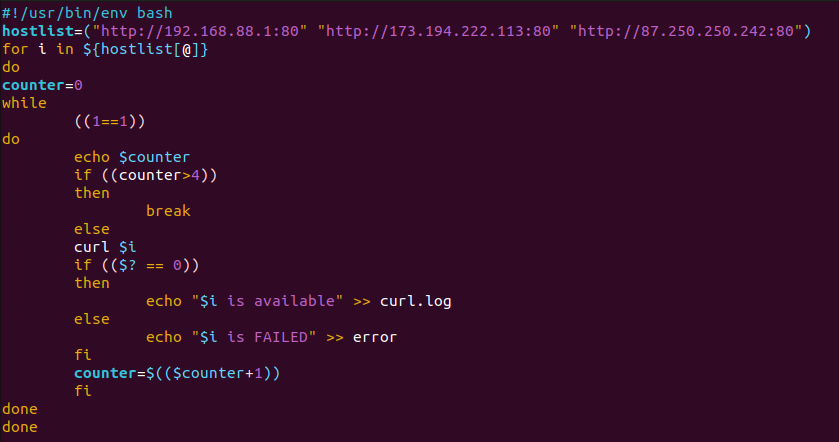 #!/usr/bin/env bash
hostlist=("http://192.168.88.1:80" "http://173.194.222.113:80" "http://87.250.250.242:80")
for i in ${hostlist[@]}
do
counter=0
while
        ((1==1))
do
        echo $counter
        if ((counter>4))
        then
                break
        else
        curl $i
        if (($? == 0))
        then
                echo "$i is available" >> curl.log
        else
                echo "$i is FAILED" >> error
        fi
        counter=$(($counter+1))
        fi
done
done